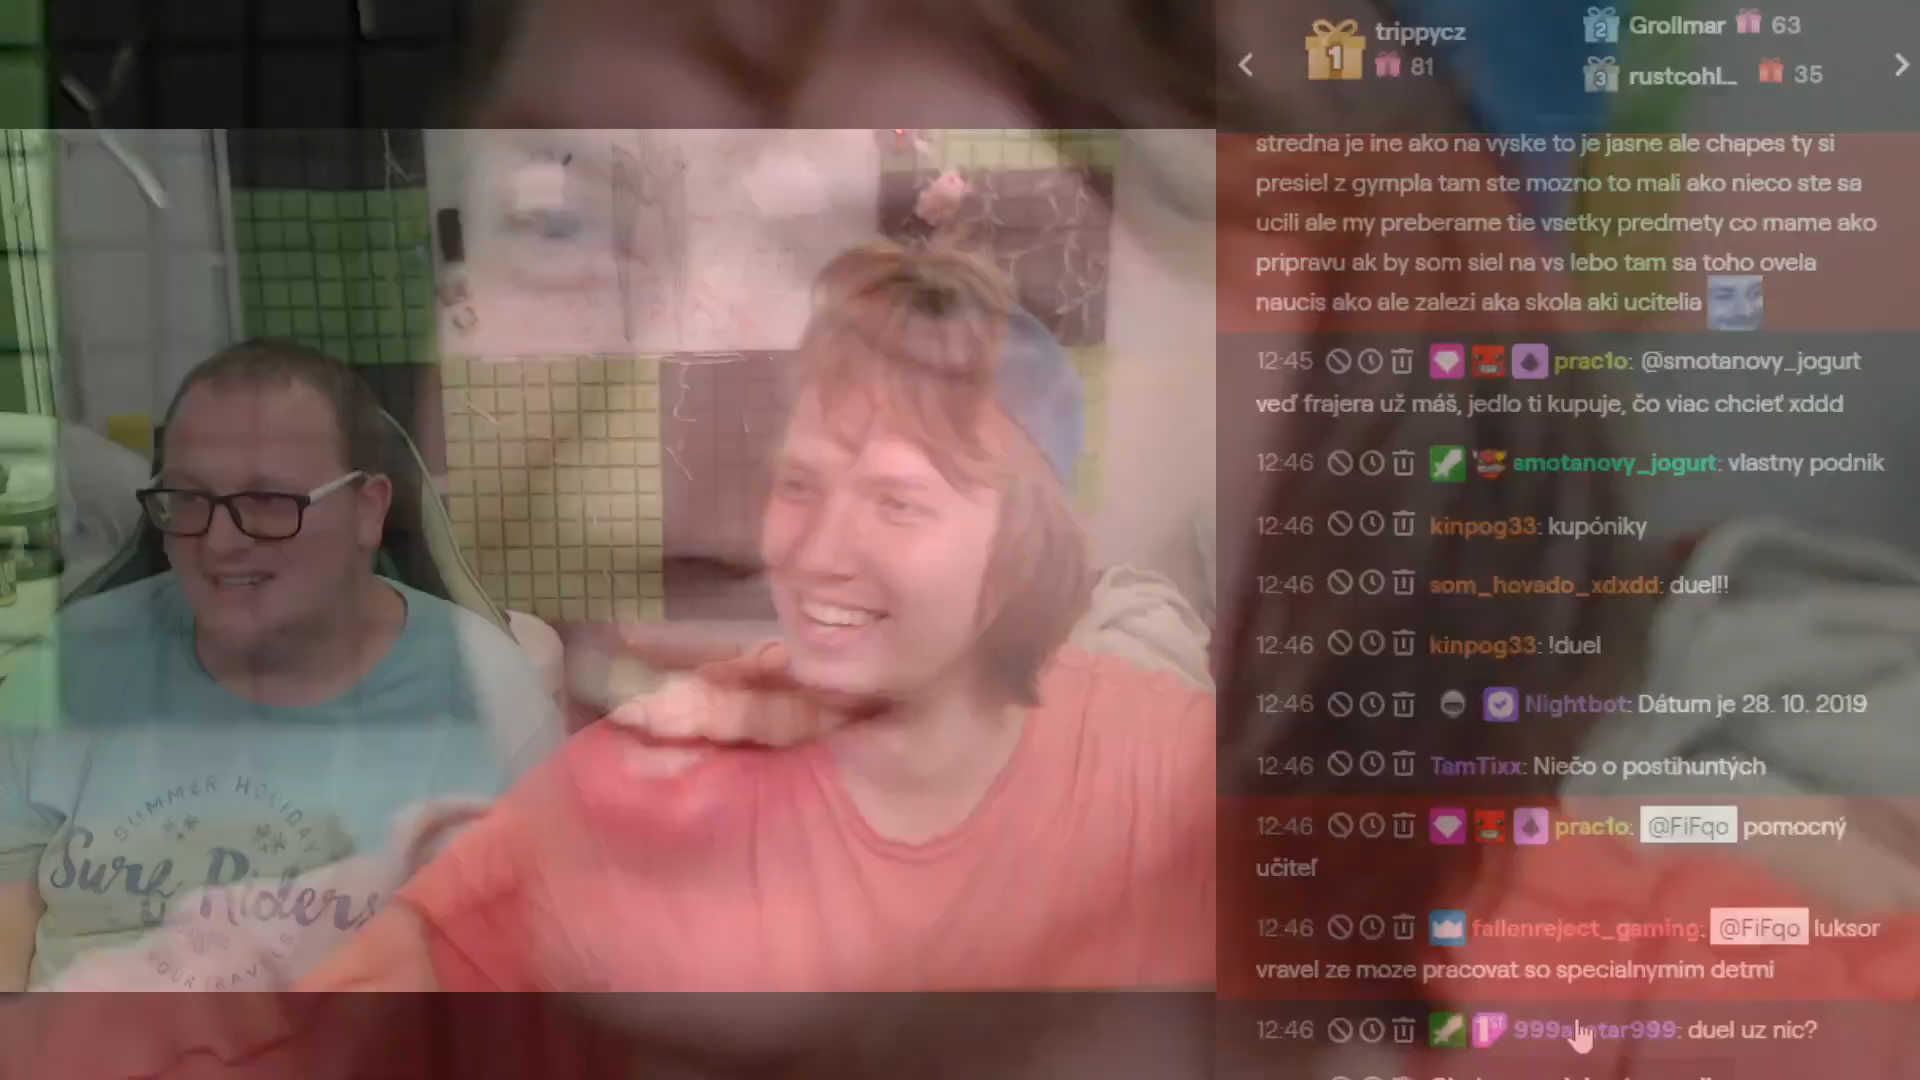 trippycz
81
Grollmar 63
rustcohl_ 35
stredna je ine ako na vyske to je jasne ale chapes ty si
presiel z gympla tam ste mozno to mali ako nieco ste sa
ucili ale my preberame tie vsetky predmety co mame ako
pripravu ak by som siel na vs lebo tam sa toho ovela
naucis ako ale zalezi aka skola aki ucitelia
12:45 prac1o: @smotanovy_jogurt
veď frajera už máš, jedlo ti kupuje, čo viac chcieť xddd
12:46 smotanovy_jogurt: vlastny podnik
12:46 kinpog33: kupóniky
12:46 som_hovado_xdxdd: duel!!
12:46 kinpog33: !duel
12:46 Nightbot: Dátum je 28. 10. 2019
12:46 TamTixx: Niečo o postihuntých
12:46 prac1o: @FiFqo pomocný
učiteľ
12:46 fallenreject_gaming: @FiFqo luksor
vravel ze moze pracovat so specialnymim detmi
12:46 duel uz nic?
SUMMER HOLIDAY
Surf Riders